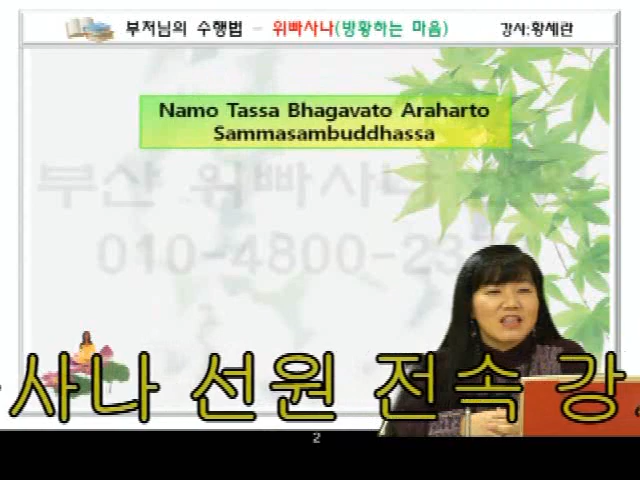 부처님의 수행법 - 위빠사나(방황하는 마음) 강사:황세란
Namo Tassa Bhagavato Araharto
Sammasambuddhassa
부산 위빠사나
010-4800-23
사나 선원 전속 강
2